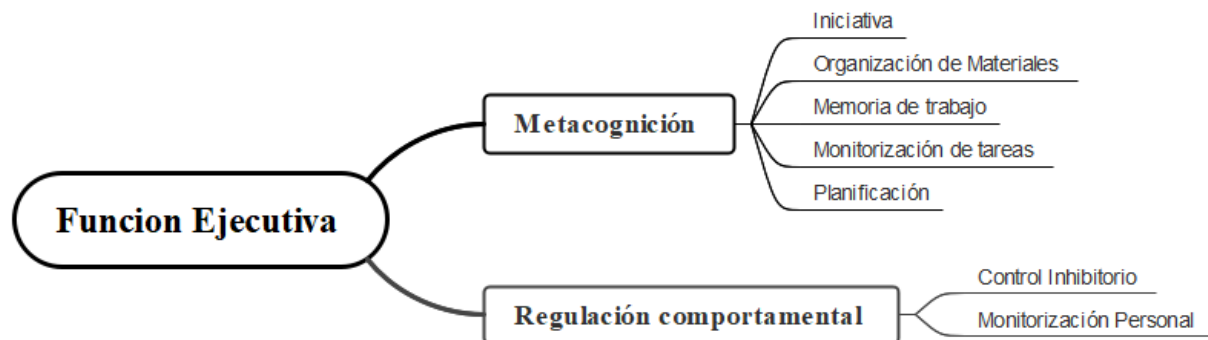 Funcion Ejecutiva
Metacognición
Iniciativa
Organización de Materiales
Memoria de trabajo
Monitorización de tareas
Planificación
Regulación comportamental
Control Inhibitorio
Monitorización Personal